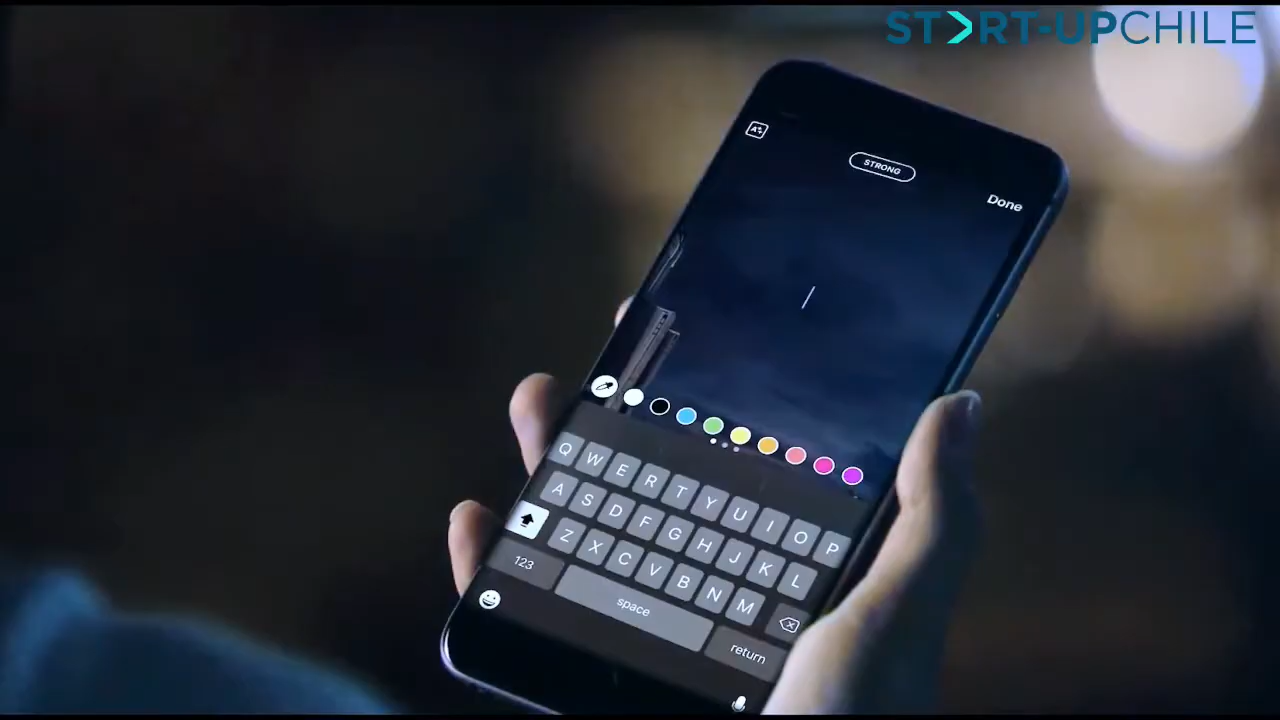 START-UPCHILE
A
STRONG
Done
Q W E R T Y U I O P
A S D F G H J K L
Z X C V B N M
123
space
return